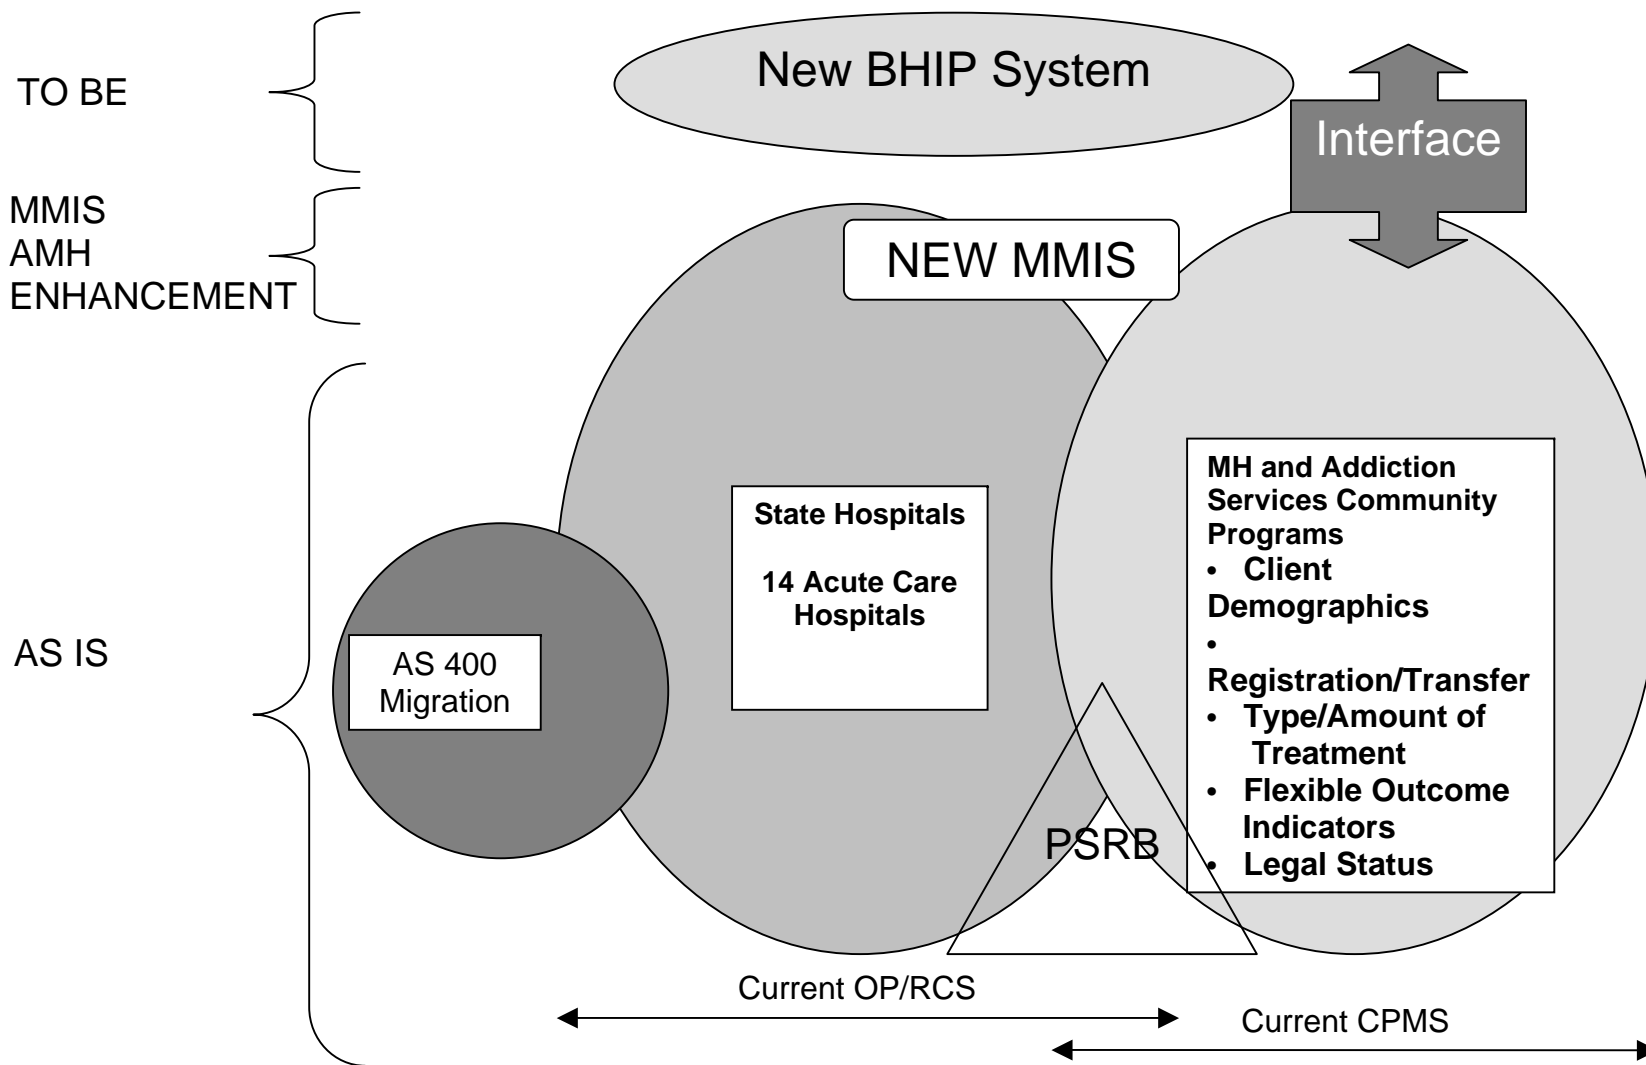 TO BE
New BHIP System
Interface
MMIS
AMH
ENHANCEMENT
NEW MMIS
AS IS
AS 400
Migration
State Hospitals
14 Acute Care
Hospitals
MH and Addiction
Services Community
Programs
• Client
Demographics
•
Registration/Transfer
• Type/Amount of
Treatment
• Flexible Outcome
Indicators
• Legal Status
PSRB
Current OP/RCS
Current CPMS